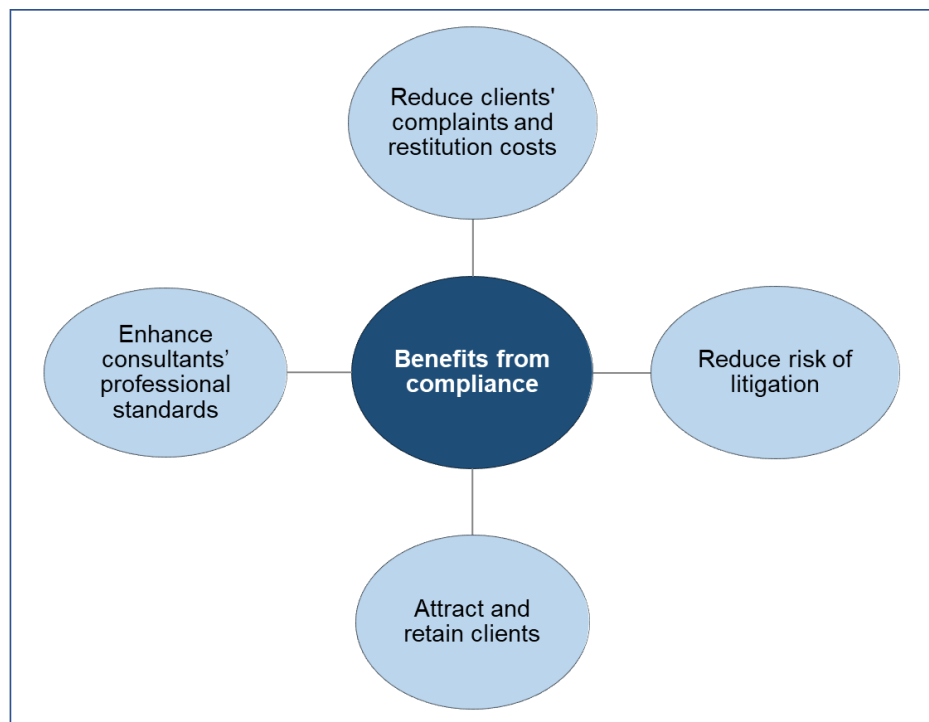 Reduce clients'
complaints and
restitution costs
Enhance
consultants’
professional
standards
Benefits from
compliance
Reduce risk of
litigation
Attract and
retain clients